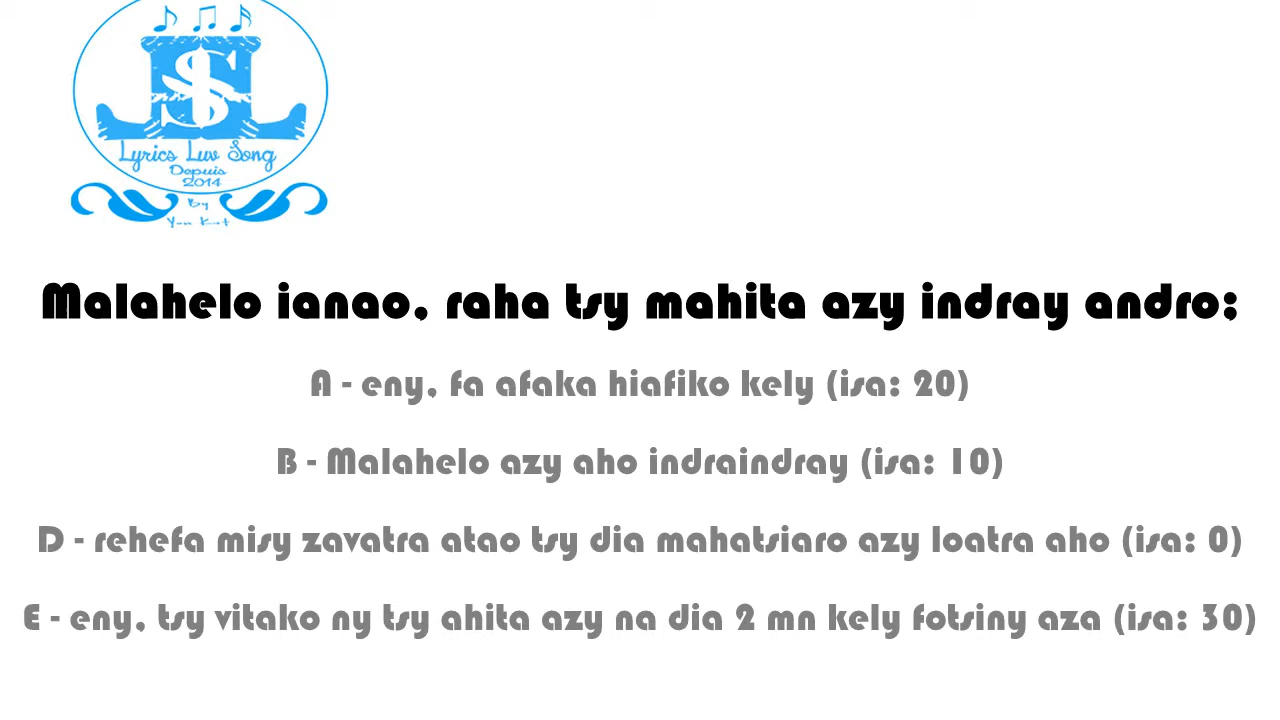 Lyrics Luv Song
Depuis
2014
By
Malahelo ianao, raha tsy mahita azy indray andro;
A - eny, fa afaka hiafiko kely (isa: 20)
B - Malahelo azy aho indraindray (isa: 10)
D - rehefa misy zavatra atao tsy dia mahatsiaro azy loatra aho (isa: 0)
E - eny, tsy vitako ny tsy ahita azy na dia 2 mn kely fotsiny aza (isa: 30)